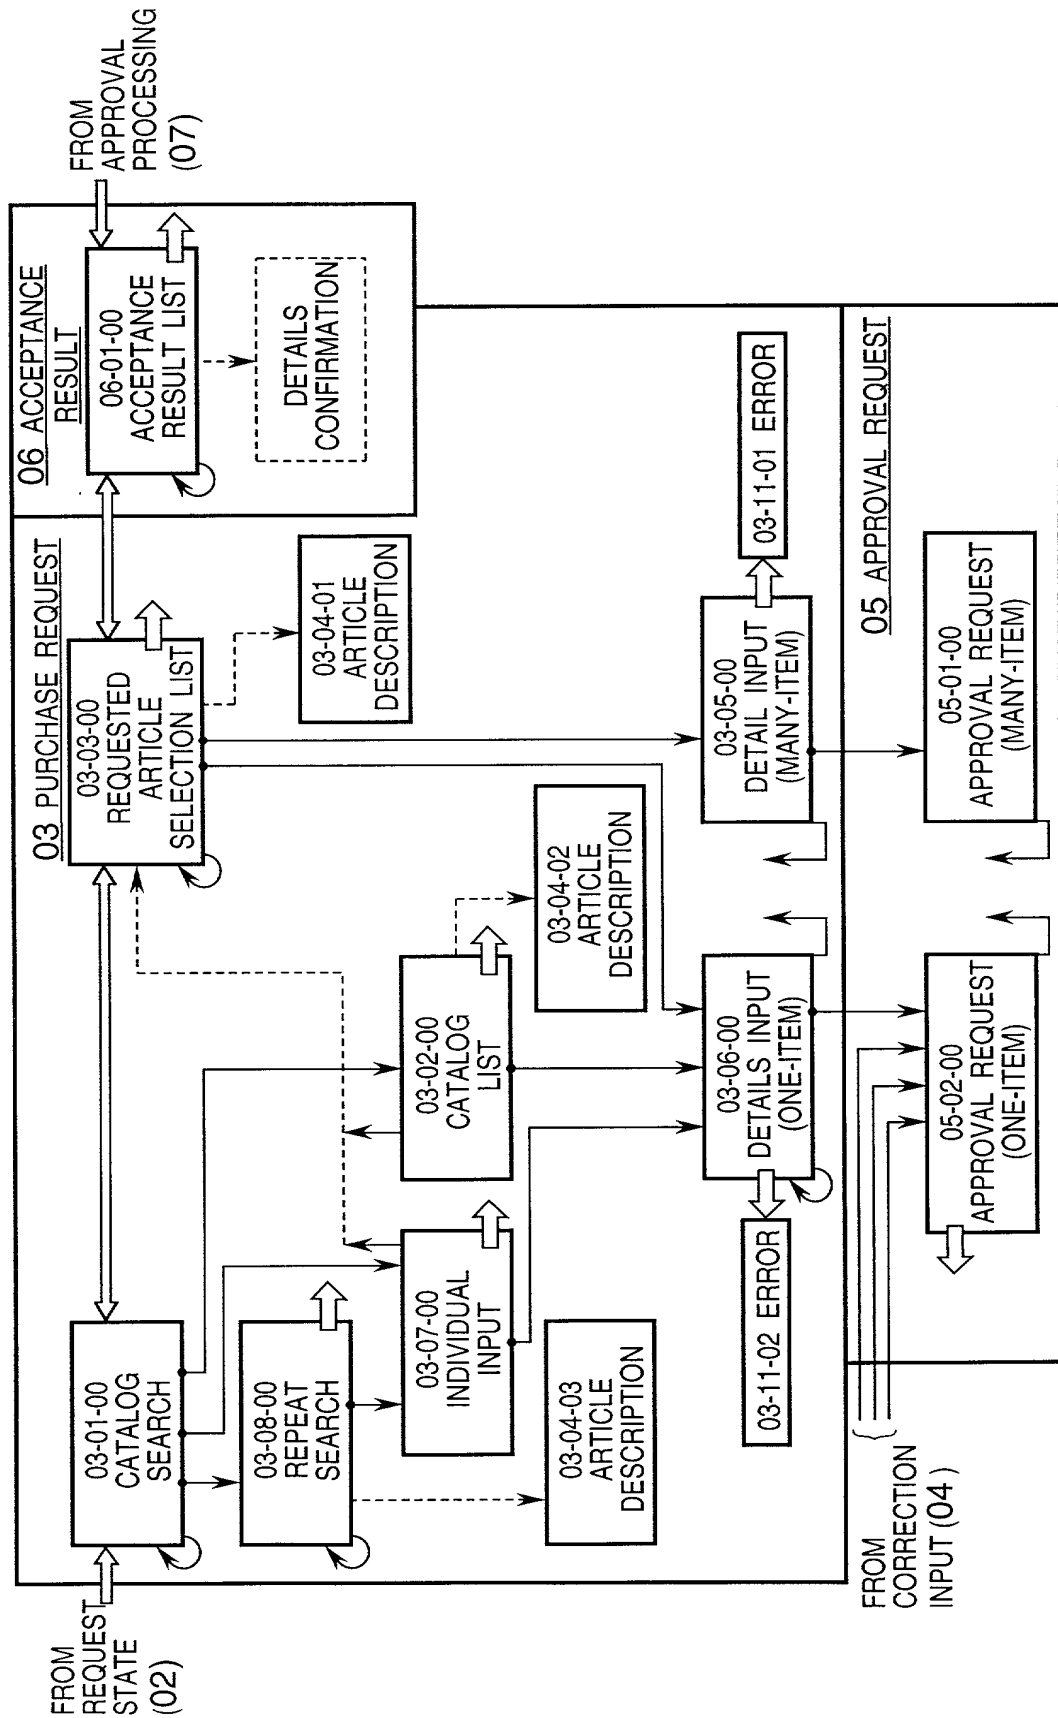 FROM
REQUEST
STATE
(02)
03 PURCHASE REQUEST
03-01-00
CATALOG
SEARCH
03-03-00
REQUESTED
ARTICLE
SELECTION LIST
06 ACCEPTANCE
RESULT
06-01-00
ACCEPTANCE
RESULT LIST
FROM
APPROVAL
PROCESSING
(07)
DETAILS
CONFIRMATION
03-08-00
REPEAT
SEARCH
03-04-01
ARTICLE
DESCRIPTION
03-07-00
INDIVIDUAL
INPUT
03-02-00
CATALOG
LIST
03-04-03
ARTICLE
DESCRIPTION
03-04-02
ARTICLE
DESCRIPTION
03-11-02 ERROR
03-06-00
DETAILS INPUT
(ONE-ITEM)
03-05-00
DETAIL INPUT
(MANY-ITEM)
03-11-01 ERROR
FROM
CORRECTION
INPUT (04)
05 APPROVAL REQUEST
05-02-00
APPROVAL REQUEST
(ONE-ITEM)
05-01-00
APPROVAL REQUEST
(MANY-ITEM)